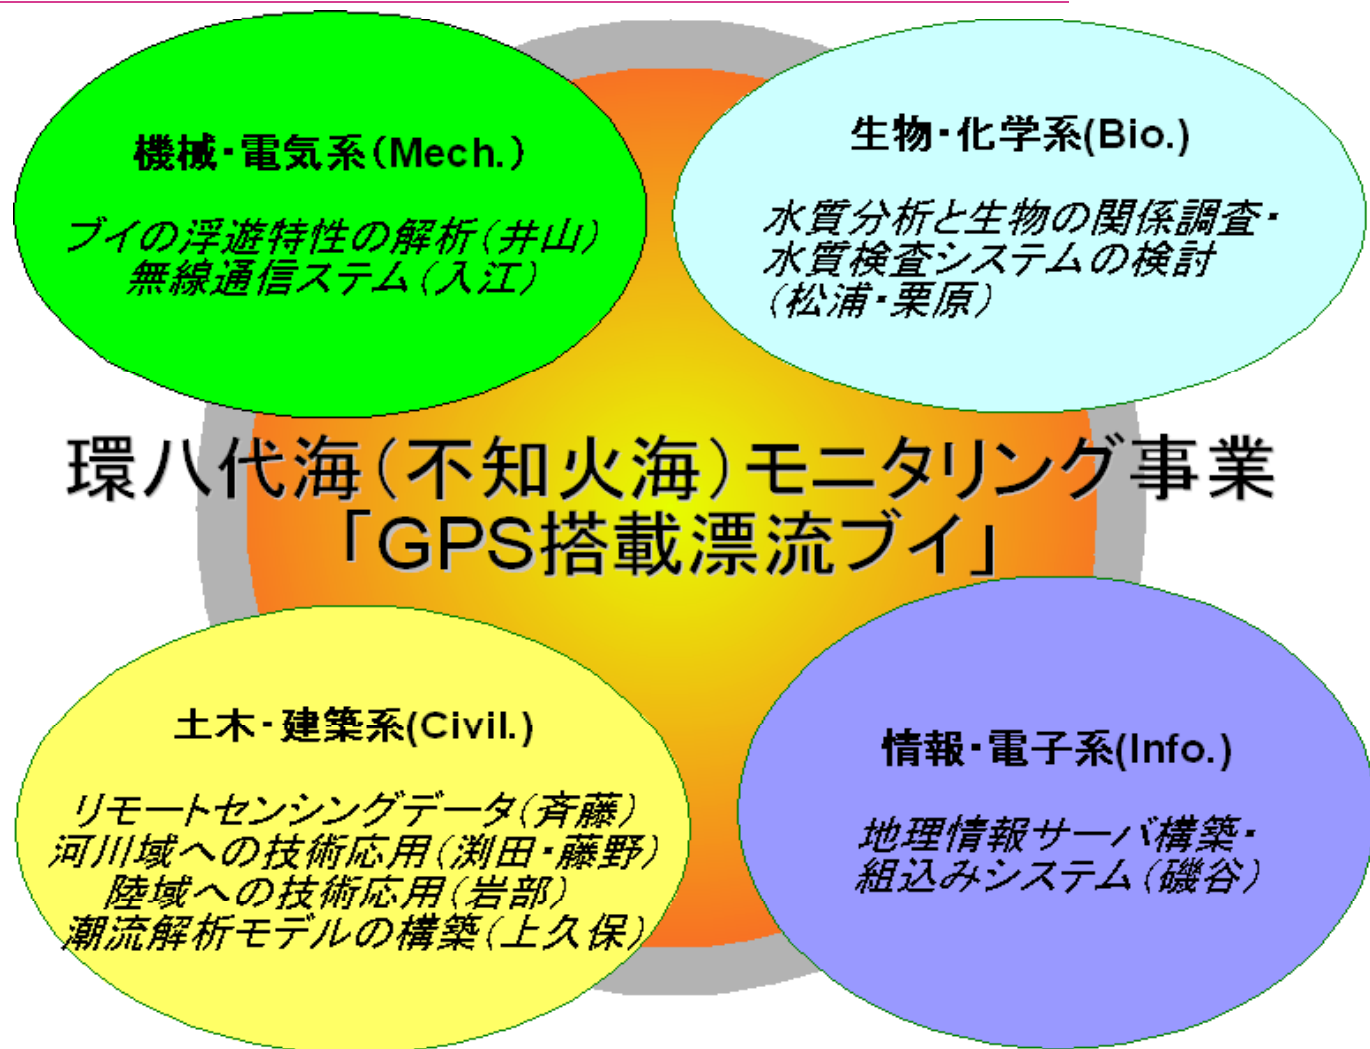 機械・電気系（Mech.）
ブイの浮遊特性の解析（井山）
無線通信ステム（入江）
生物・化学系(Bio.)
水質分析と生物の関係調査・
水質検査システムの検討
（松浦・栗原）
環八代海（不知火海）モニタリング事業
「GPS搭載漂流ブイ」
土木・建築系(Civil.)
リモートセンシングデータ（斉藤）
河川域への技術応用（渕田・藤野）
陸域への技術応用（岩部）
潮流解析モデルの構築（上久保）
情報・電子系(Info.)
地理情報サーバ構築・
組込みシステム（磯谷）